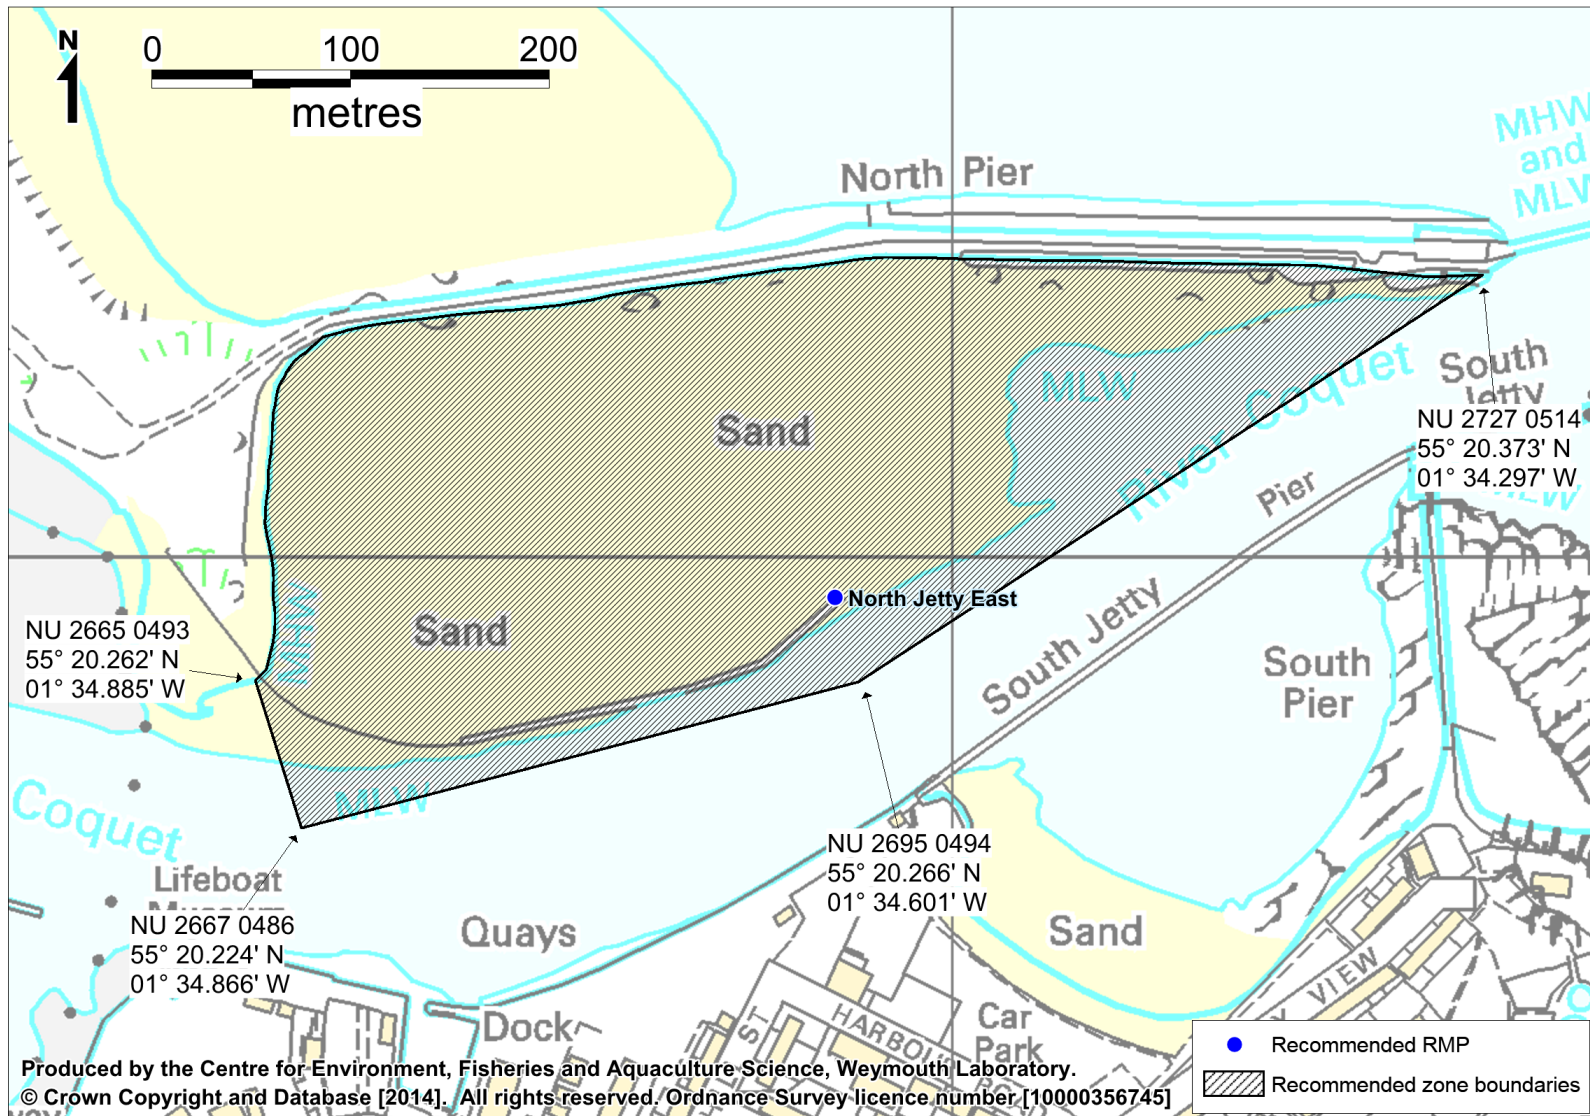 N
0 100 200
metres
MHW
and
MLW
North Pier
Sand
MLW
River Coquet
South
Jetty
NU 2727 0514
55° 20.373' N
01° 34.297' W
MLW
Pier
North Jetty East
Sand
MHW
NU 2665 0493
55° 20.262' N
01° 34.885' W
South Jetty
South
Pier
MLW
Coquet
NU 2695 0494
55° 20.266' N
01° 34.601' W
Lifeboat
Museum
NU 2667 0486
55° 20.224' N
01° 34.866' W
Quays
Sand
VIEW
Dock
ST
HARBOU
Car
Park
Recommended RMP
Recommended zone boundaries
Produced by the Centre for Environment, Fisheries and Aquaculture Science, Weymouth Laboratory.
© Crown Copyright and Database [2014]. All rights reserved. Ordnance Survey licence number [10000356745]